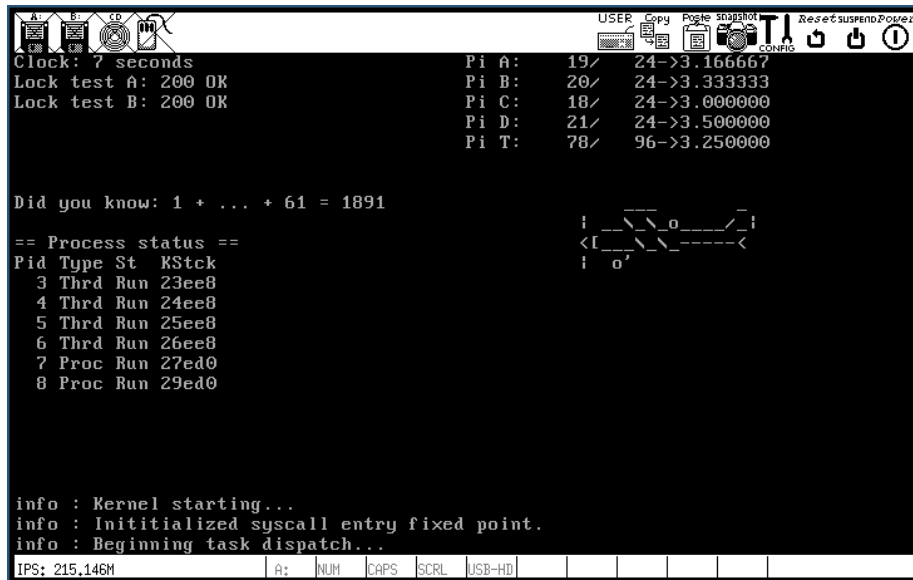 A: B: CD USER Copy Paste snapshot CONFIG Reset SUSPEND Power
Clock: 7 seconds Pi A: 19/ 24->3.166667
Lock test A: 200 OK Pi B: 20/ 24->3.333333
Lock test B: 200 OK Pi C: 18/ 24->3.000000
Pi D: 21/ 24->3.500000
Pi T: 78/ 96->3.250000
Did you know: 1 + ... + 61 = 1891
== Process status ==
Pid Type St KStck
3 Thrd Run 23ee8
4 Thrd Run 24ee8
5 Thrd Run 25ee8
6 Thrd Run 26ee8
7 Proc Run 27ed0
8 Proc Run 29ed0
info : Kernel starting...
info : Inititialized syscall entry fixed point.
info : Beginning task dispatch...
IPS: 215.146M A: NUM CAPS SCRL USB-HD